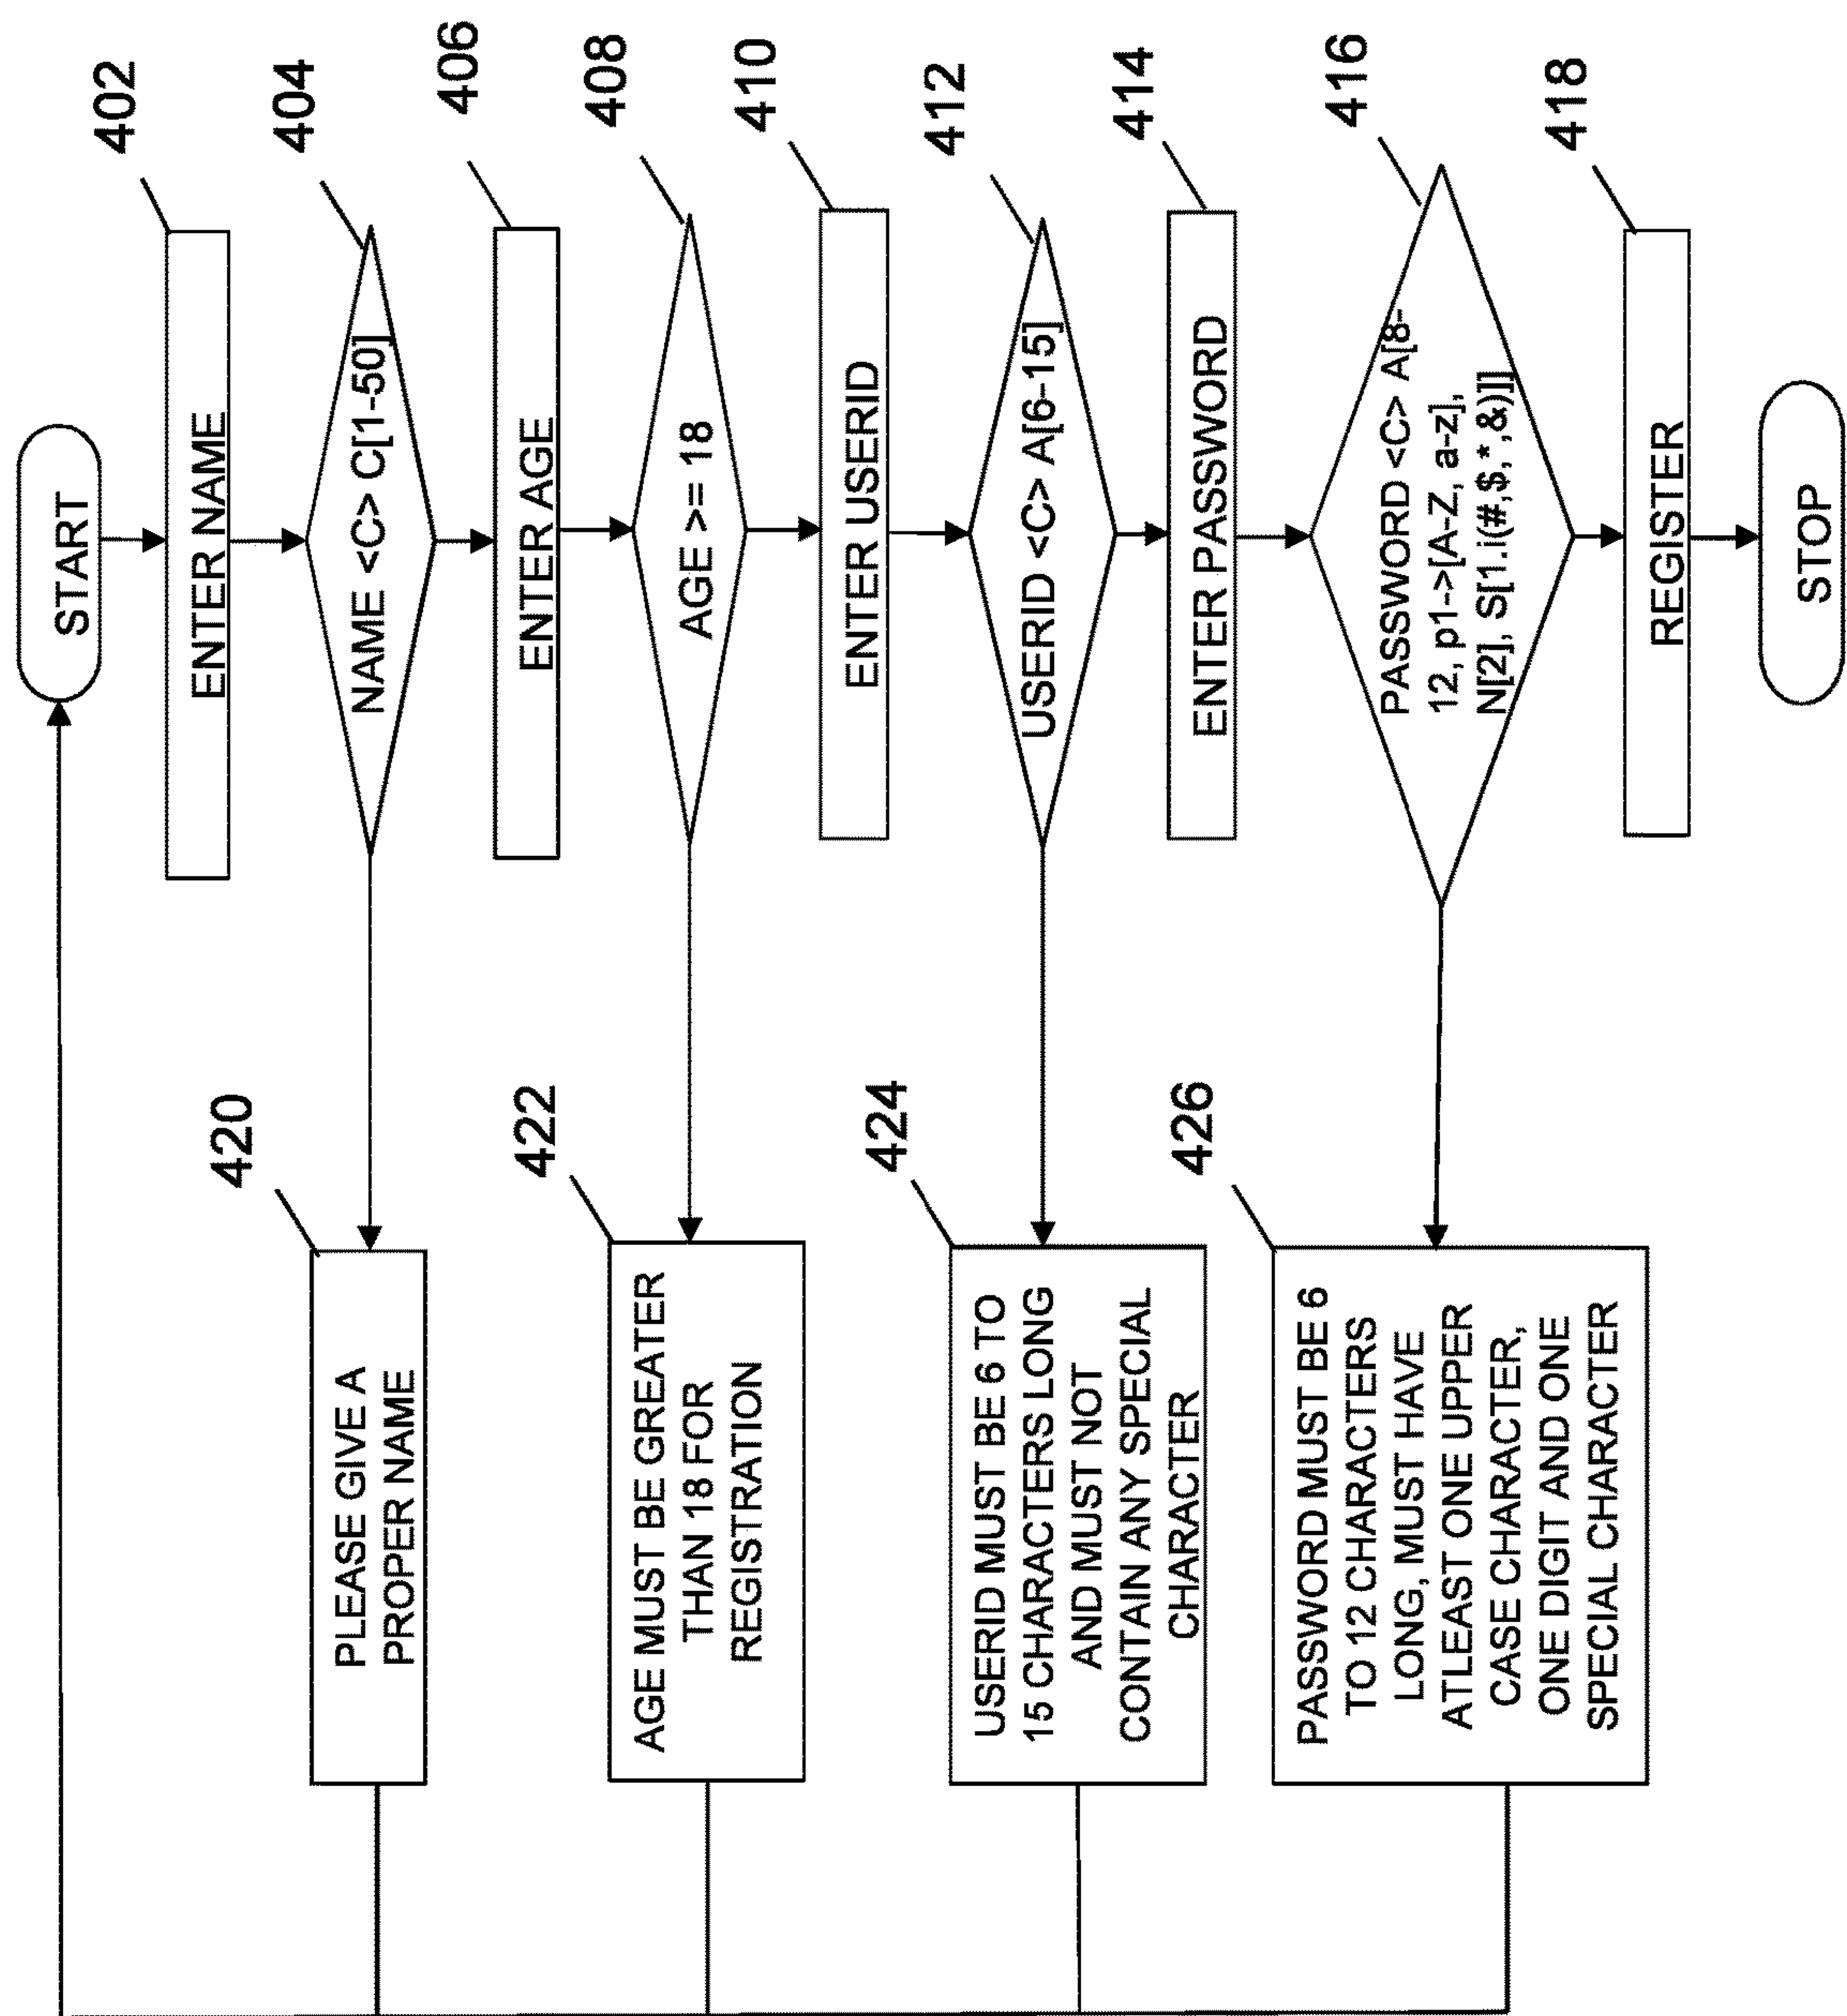 START
402
ENTER NAME
404
NAME <C> C[1-50]
406
ENTER AGE
408
AGE >= 18
410
ENTER USERID
412
USERID <C> A[6-15]
414
ENTER PASSWORD
416
PASSWORD <C> A[8-
12, p1->[A-Z, a-z],
N[2], S[1.i(#,$,*,&)]]
418
REGISTER
STOP
420
PLEASE GIVE A
PROPER NAME
422
AGE MUST BE GREATER
THAN 18 FOR
REGISTRATION
424
USERID MUST BE 6 TO
15 CHARACTERS LONG
AND MUST NOT
CONTAIN ANY SPECIAL
CHARACTER
426
PASSWORD MUST BE 6
TO 12 CHARACTERS
LONG, MUST HAVE
ATLEAST ONE UPPER
CASE CHARACTER,
ONE DIGIT AND ONE
SPECIAL CHARACTER